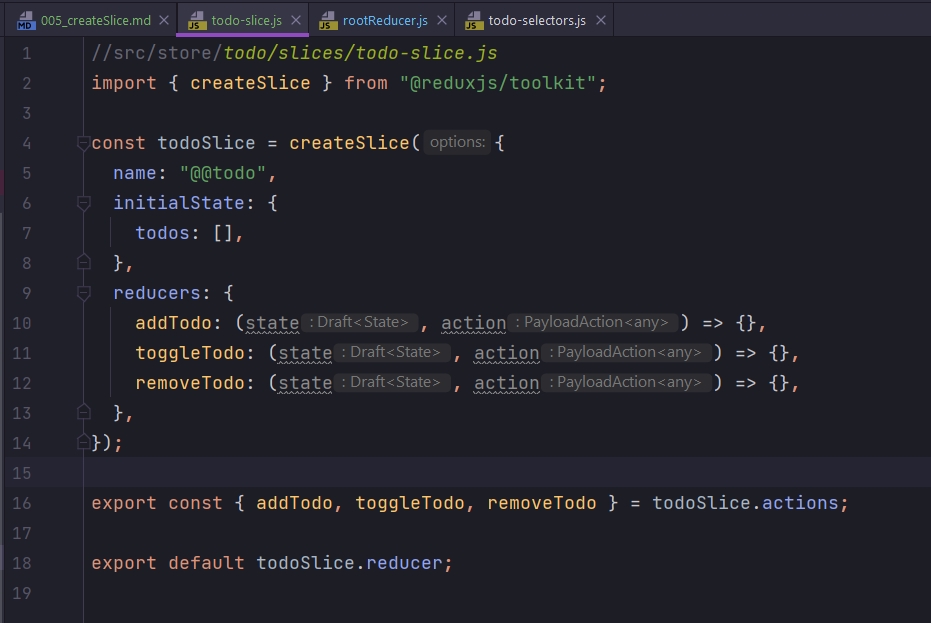 005_createSlice.md
todo-slice.js
rootReducer.js
todo-selectors.js
1 //src/store/todo/slices/todo-slice.js
2 import { createSlice } from "@reduxjs/toolkit";
3
4 const todoSlice = createSlice( options: {
5   name: "@@todo",
6   initialState: {
7     todos: [],
8   },
9   reducers: {
10     addTodo: (state : Draft<State> , action : PayloadAction<any> ) => {},
11     toggleTodo: (state : Draft<State> , action : PayloadAction<any> ) => {},
12     removeTodo: (state : Draft<State> , action : PayloadAction<any> ) => {},
13   },
14 });
15
16 export const { addTodo, toggleTodo, removeTodo } = todoSlice.actions;
17
18 export default todoSlice.reducer;
19